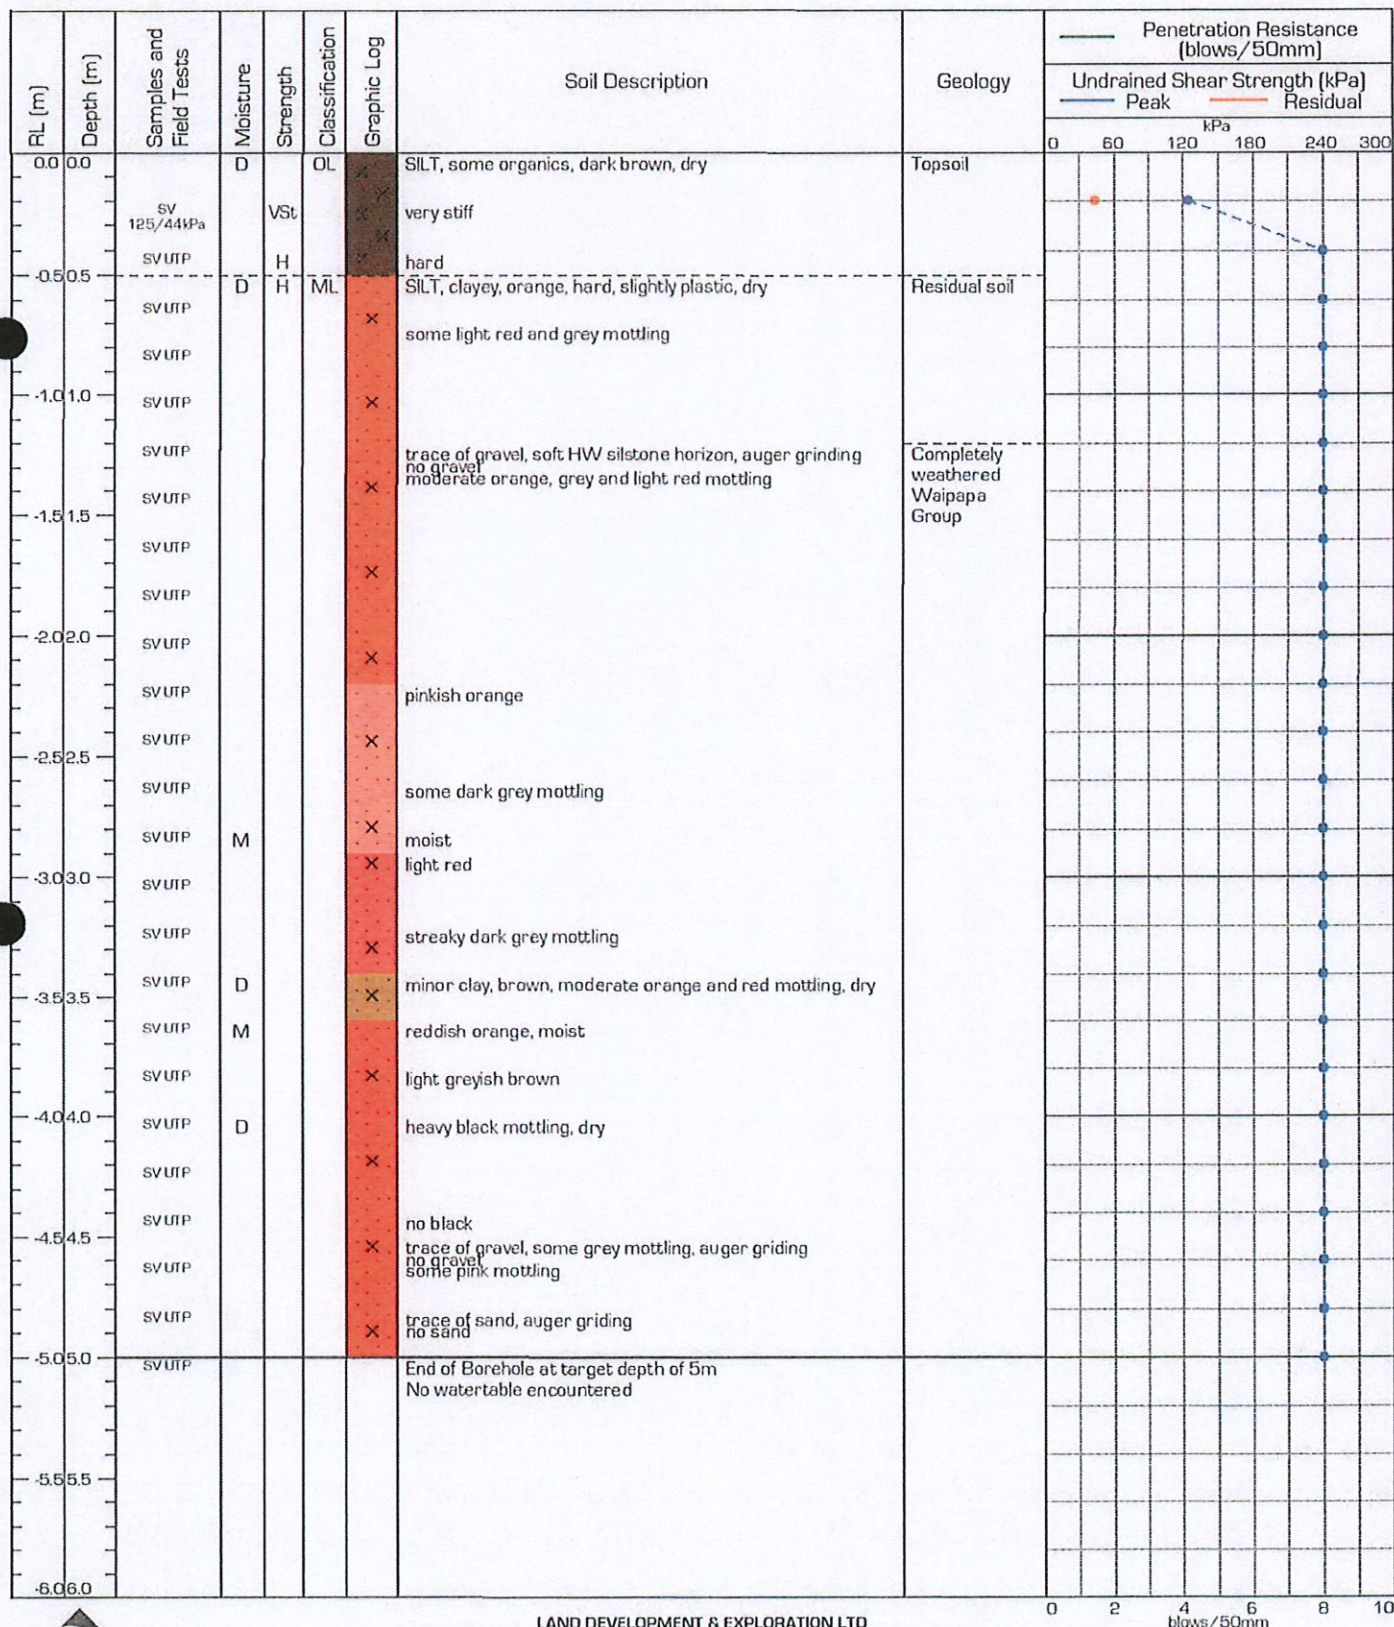 RL (m)
Depth (m)
Samples and
Field Tests
Moisture
Strength
Classification
Graphic Log
Soil Description
Geology
Penetration Resistance
(blows/50mm)
Undrained Shear Strength (kPa)
Peak Residual
kPa
0 60 120 180 240 300
0.0 0.0 D OL SILT, some organics, dark brown, dry Topsoil
SV
125/44kPa VSt very stiff
SV UTP H hard
-0.5 0.5
D H ML SILT, clayey, orange, hard, slightly plastic, dry Residual soil
SV UTP
some light red and grey mottling
SV UTP
-1.0 1.0 SV UTP
SV UTP trace of gravel, soft HW silstone horizon, auger grinding Completely
no gravel
moderate orange, grey and light red mottling weathered
SV UTP Waipapa
-1.5 1.5 Group
SV UTP
SV UTP
-2.0 2.0 SV UTP
SV UTP pinkish orange
SV UTP
-2.5 2.5
SV UTP some dark grey mottling
SV UTP M moist
light red
-3.0 3.0 SV UTP
SV UTP streaky dark grey mottling
SV UTP D minor clay, brown, moderate orange and red mottling, dry
-3.5 3.5
SV UTP M reddish orange, moist
SV UTP light greyish brown
-4.0 4.0 SV UTP D heavy black mottling, dry
SV UTP
SV UTP no black
-4.5 4.5
trace of gravel, some grey mottling, auger griding
no gravel
SV UTP some pink mottling
SV UTP trace of sand, auger griding
no sand
-5.0 5.0
SV UTP End of Borehole at target depth of 5m
No watertable encountered
-5.5 5.5
-6.0 6.0
0 2 4 6 8 10
blows/50mm
LAND DEVELOPMENT & EXPLORATION LTD